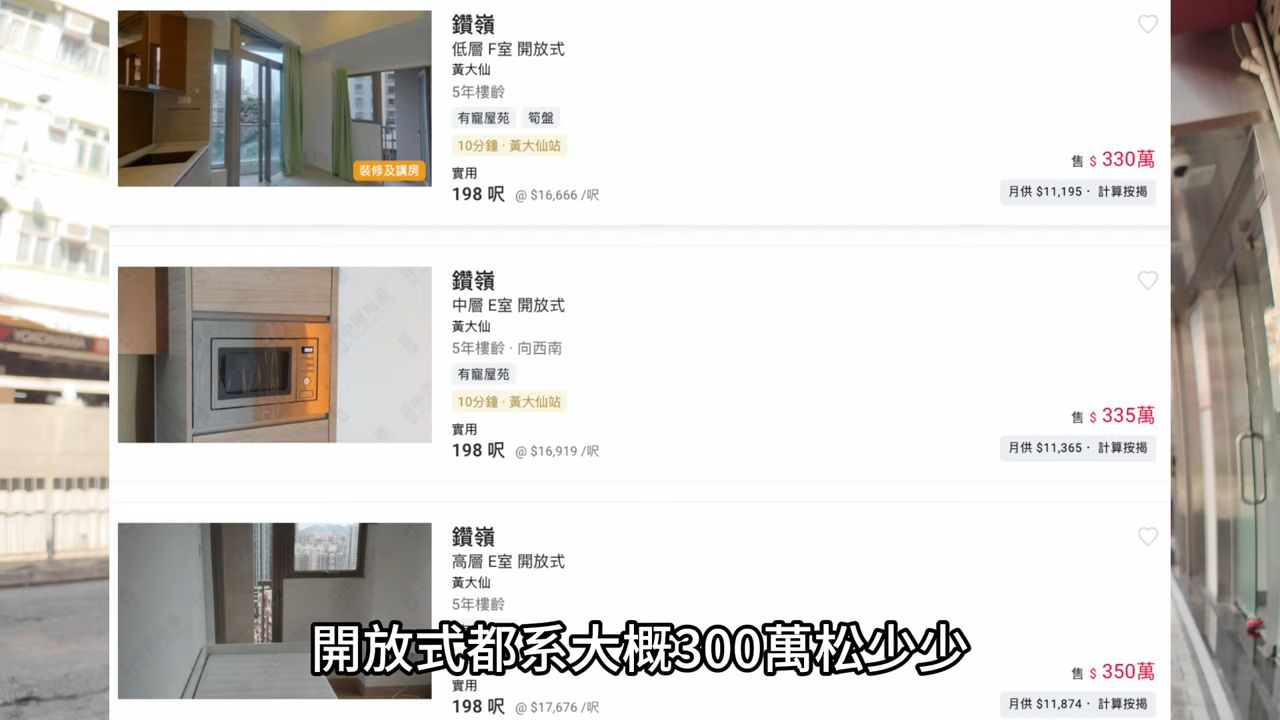 鑽嶺
低層 F室 開放式
黃大仙
5年樓齡
有寵屋苑 筍盤
10分鐘 · 黃大仙站
裝修及講房
實用
198 呎 @ $16,666 /呎
售 $ 330萬
月供 $11,195 · 計算按揭
鑽嶺
中層 E室 開放式
黃大仙
5年樓齡 · 向西南
有寵屋苑
10分鐘 · 黃大仙站
實用
198 呎 @ $16,919 /呎
售 $ 335萬
月供 $11,365 · 計算按揭
YOKOHAMA
鑽嶺
高層 E室 開放式
黃大仙
5年樓齡
開放式都系大概300萬松少少
實用
198 呎 @ $17,676 /呎
售 $ 350萬
月供 $11,874 · 計算按揭